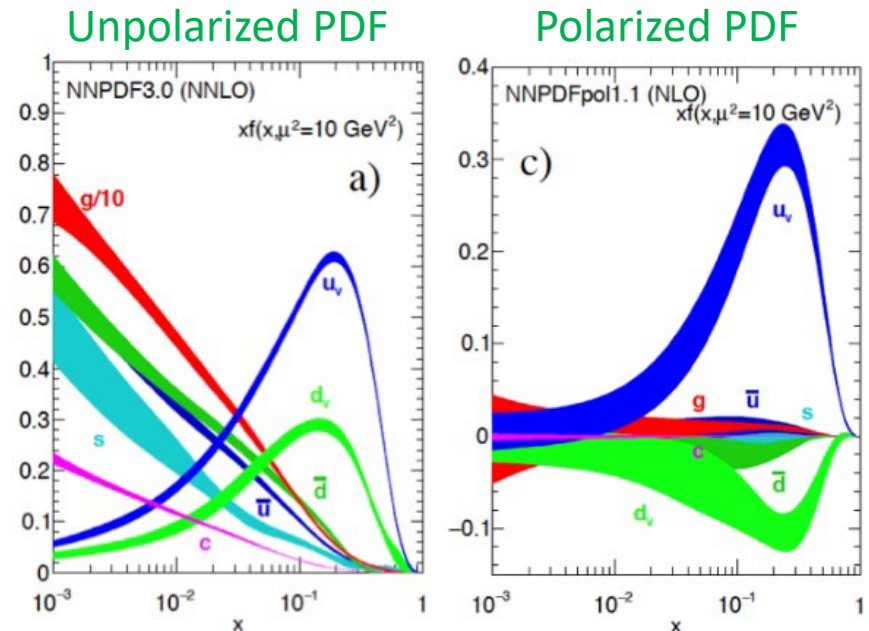 Unpolarized PDF
Polarized PDF
NNPDF3.0 (NNLO)
xf(x,μ²=10 GeV²)
a)
g/10
u_v
d_v
s
ū
d̄
c
1
0.9
0.8
0.7
0.6
0.5
0.4
0.3
0.2
0.1
0
10⁻³
10⁻²
10⁻¹
1
x
NNPDFpol1.1 (NLO)
xf(x,μ²=10 GeV²)
c)
u_v
g
ū
s
c
d̄
d_v
0.4
0.3
0.2
0.1
0
−0.1
10⁻³
10⁻²
10⁻¹
1
x